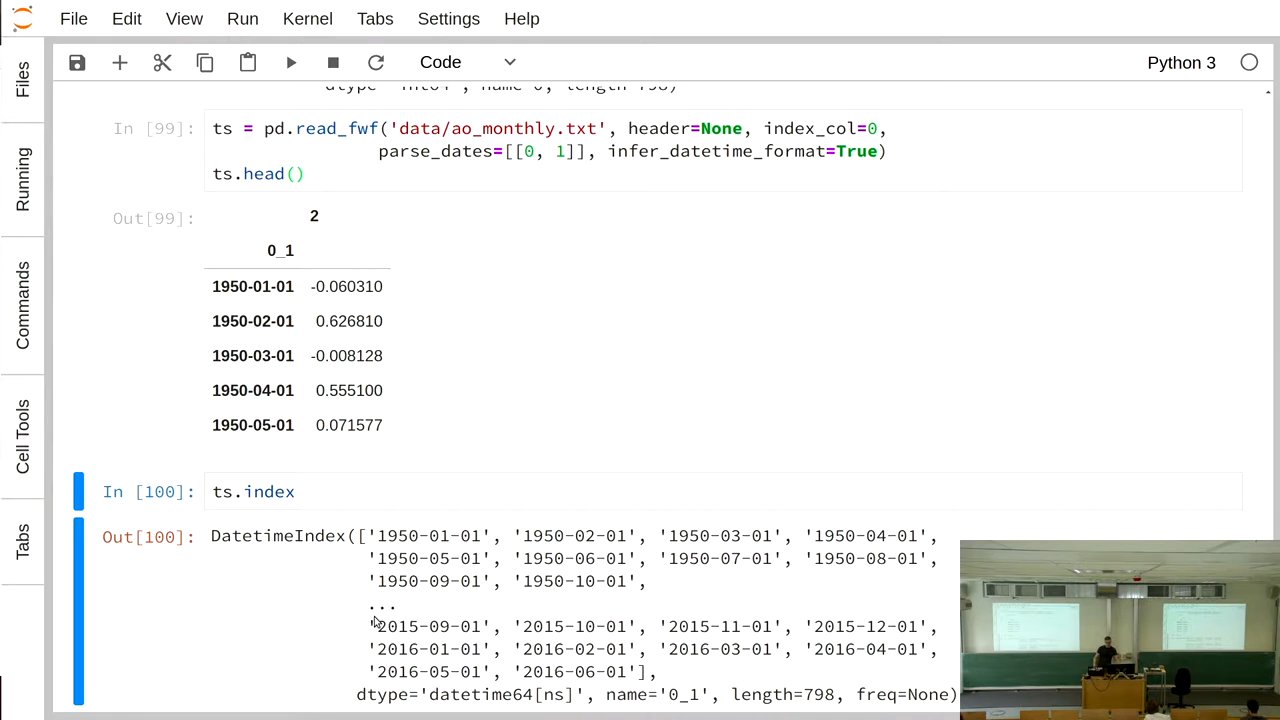 File Edit View Run Kernel Tabs Settings Help
Code Python 3
Files
Running
Commands
Cell Tools
Tabs
dtype='int64', name=0, length=798)
In [99]: ts = pd.read_fwf('data/ao_monthly.txt', header=None, index_col=0,
parse_dates=[[0, 1]], infer_datetime_format=True)
ts.head()
Out[99]: 2
0_1
1950-01-01 -0.060310
1950-02-01 0.626810
1950-03-01 -0.008128
1950-04-01 0.555100
1950-05-01 0.071577
In [100]: ts.index
Out[100]: DatetimeIndex(['1950-01-01', '1950-02-01', '1950-03-01', '1950-04-01',
'1950-05-01', '1950-06-01', '1950-07-01', '1950-08-01',
'1950-09-01', '1950-10-01',
...
'2015-09-01', '2015-10-01', '2015-11-01', '2015-12-01',
'2016-01-01', '2016-02-01', '2016-03-01', '2016-04-01',
'2016-05-01', '2016-06-01'],
dtype='datetime64[ns]', name='0_1', length=798, freq=None)